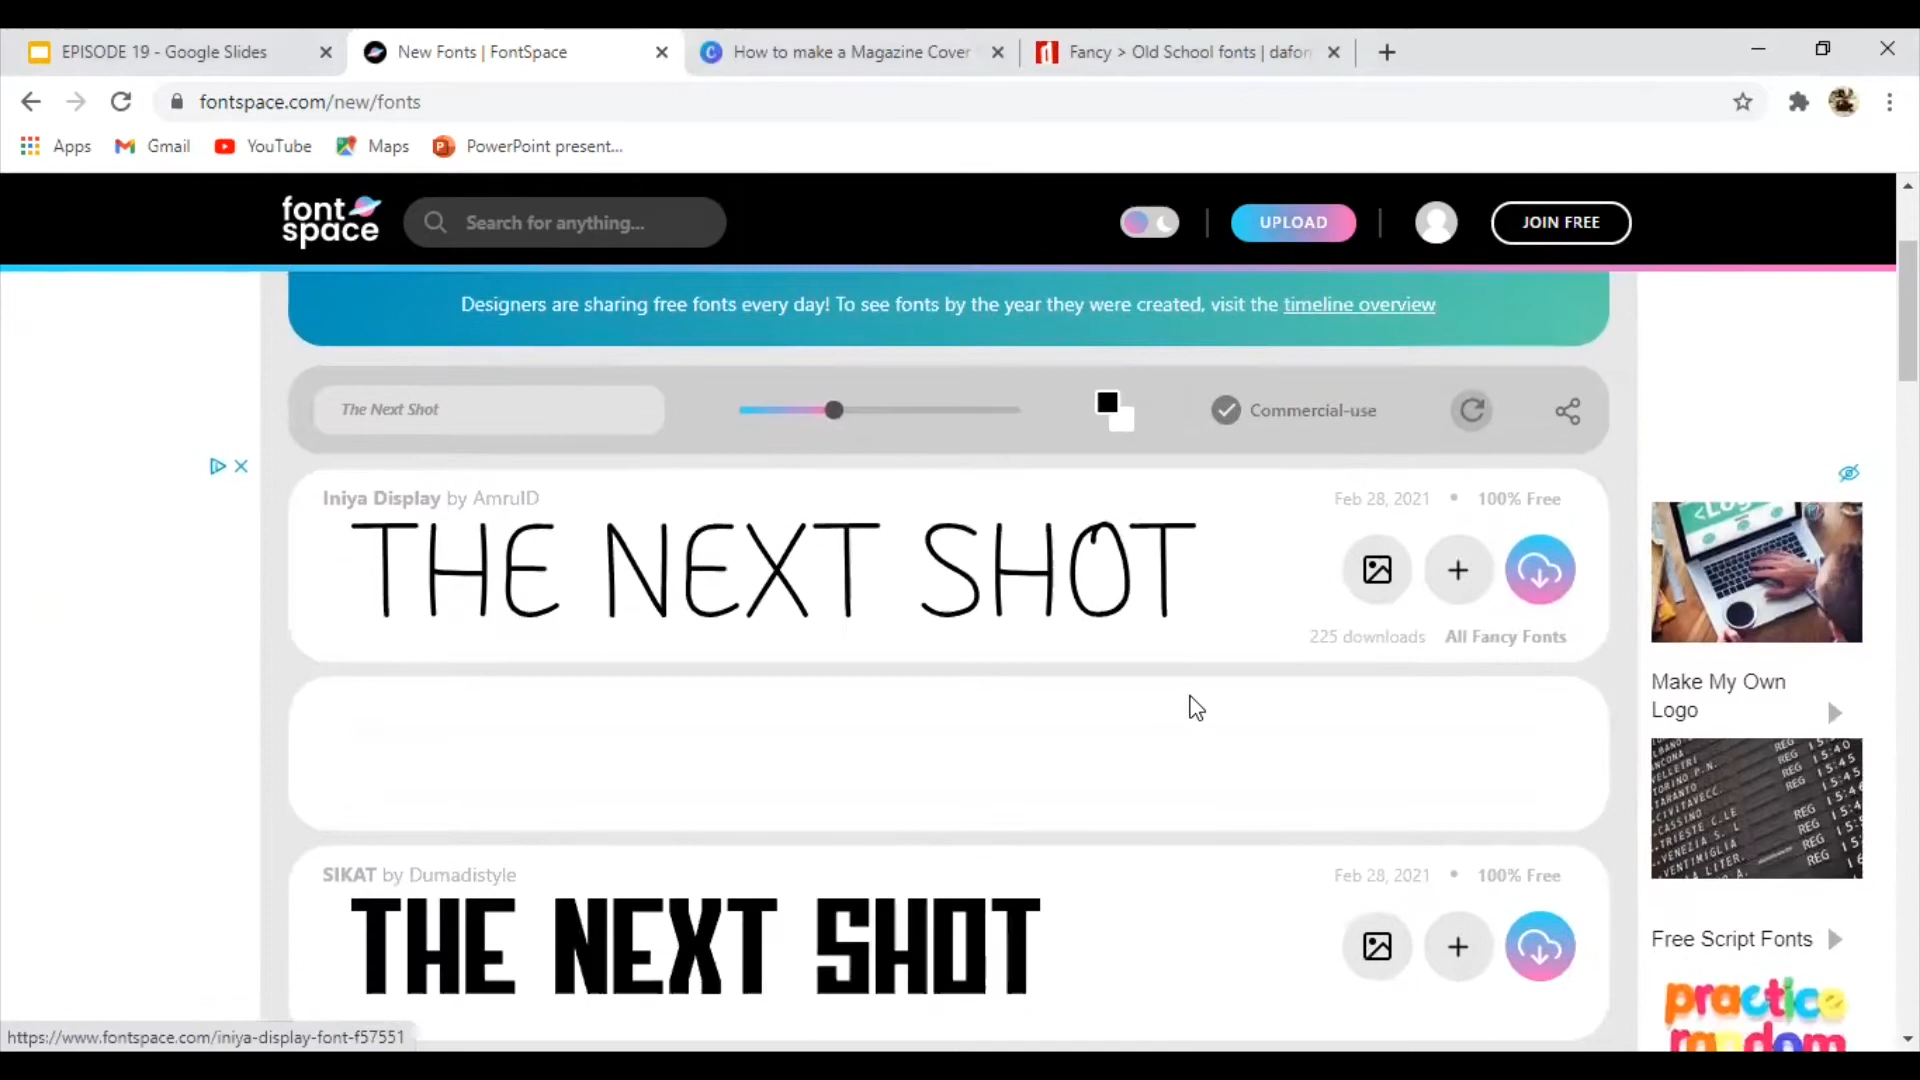 EPISODE 19 - Google Slides
New Fonts | FontSpace
How to make a Magazine Cover
Fancy > Old School fonts | dafon
fontspace.com/new/fonts
Apps
Gmail
YouTube
Maps
PowerPoint present...
font
space
Search for anything...
UPLOAD
JOIN FREE
Designers are sharing free fonts every day! To see fonts by the year they were created, visit the timeline overview
The Next Shot
Commercial-use
Iniya Display by AmruID
Feb 28, 2021 • 100% Free
THE NEXT SHOT
225 downloads All Fancy Fonts
Make My Own
Logo
SIKAT by Dumadistyle
Feb 28, 2021 • 100% Free
THE NEXT SHOT
Free Script Fonts
practice
random
https://www.fontspace.com/iniya-display-font-f57551